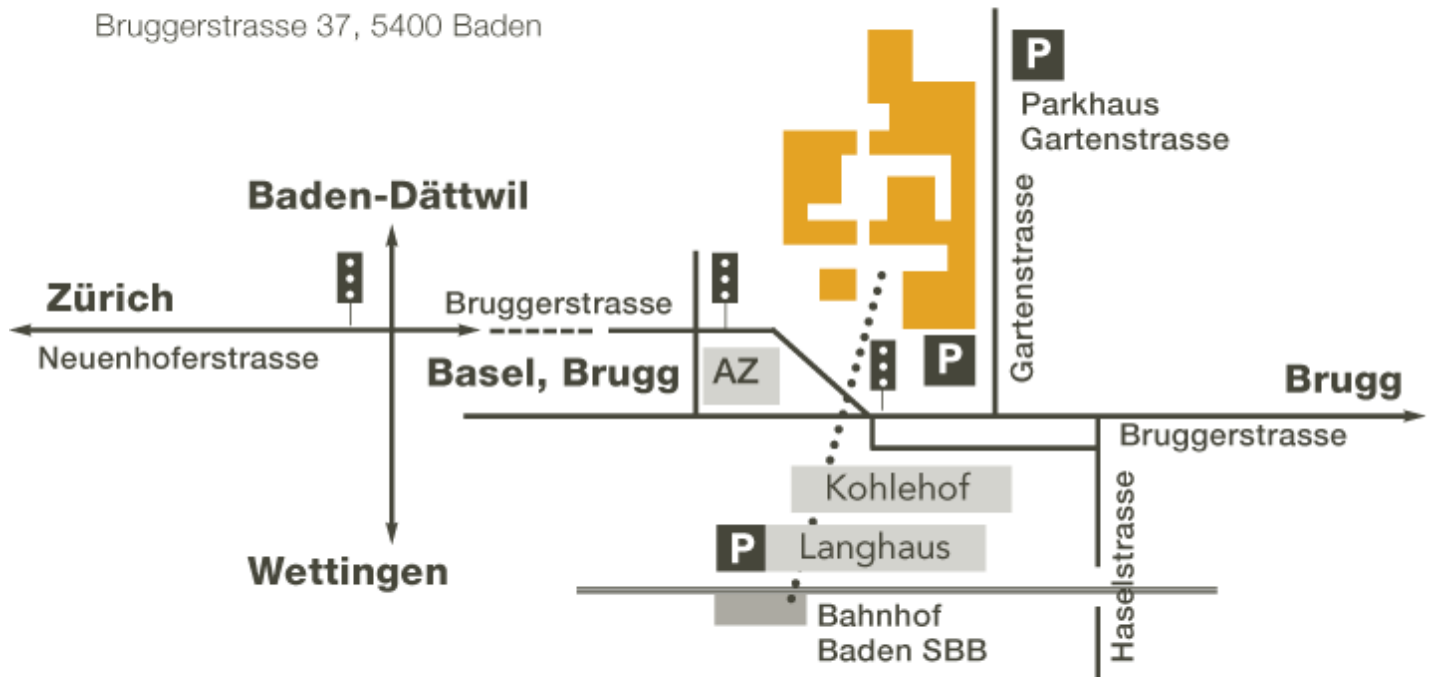 Bruggerstrasse 37, 5400 Baden
P
Parkhaus
Gartenstrasse
Baden-Dättwil
Gartenstrasse
Zürich
Bruggerstrasse
Neuenhoferstrasse
Basel, Brugg
AZ
P
Brugg
Bruggerstrasse
Kohlehof
P
Langhaus
Wettingen
Haselstrasse
Bahnhof
Baden SBB